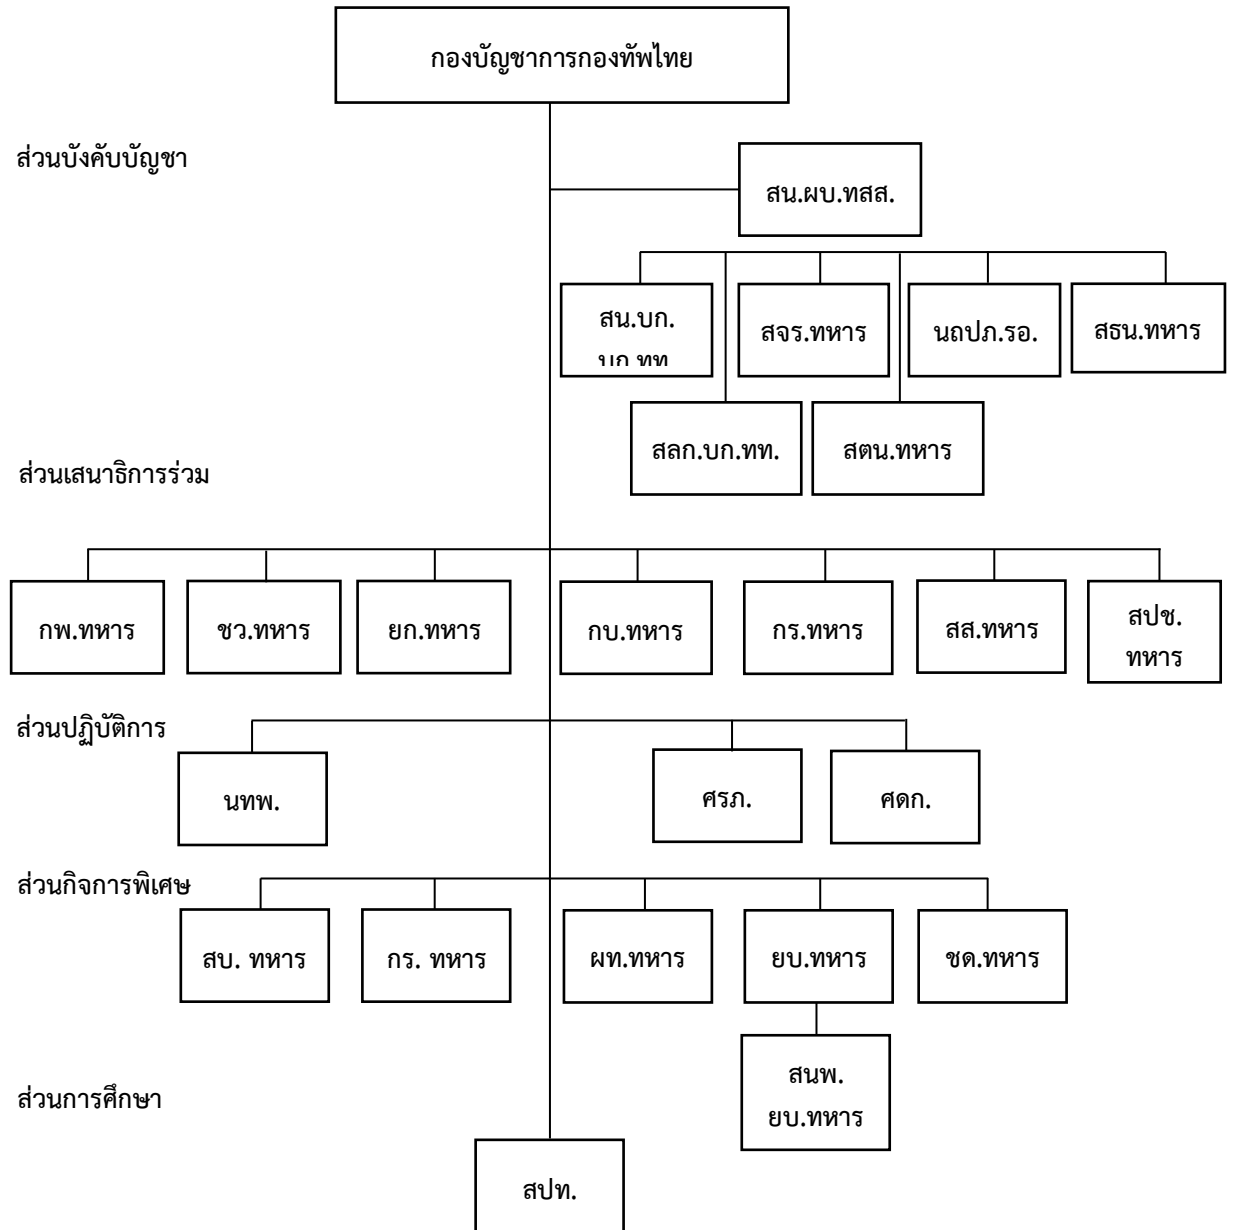 กองบัญชาการกองทัพไทย
ส่วนบังคับบัญชา
สน.ผบ.ทสส.
สน.บก.
สจร.ทหาร
นถปภ.รอ.
สธน.ทหาร
สลก.บก.ทท.
สตน.ทหาร
ส่วนเสนาธิการร่วม
กพ.ทหาร
ชว.ทหาร
ยก.ทหาร
กบ.ทหาร
กร.ทหาร
สส.ทหาร
สปช.
ทหาร
ส่วนปฏิบัติการ
นทพ.
ศรภ.
ศตก.
ส่วนกิจการพิเศษ
สบ. ทหาร
กร. ทหาร
ผท.ทหาร
ยบ.ทหาร
ชด.ทหาร
สนพ.
ยบ.ทหาร
ส่วนการศึกษา
สปท.